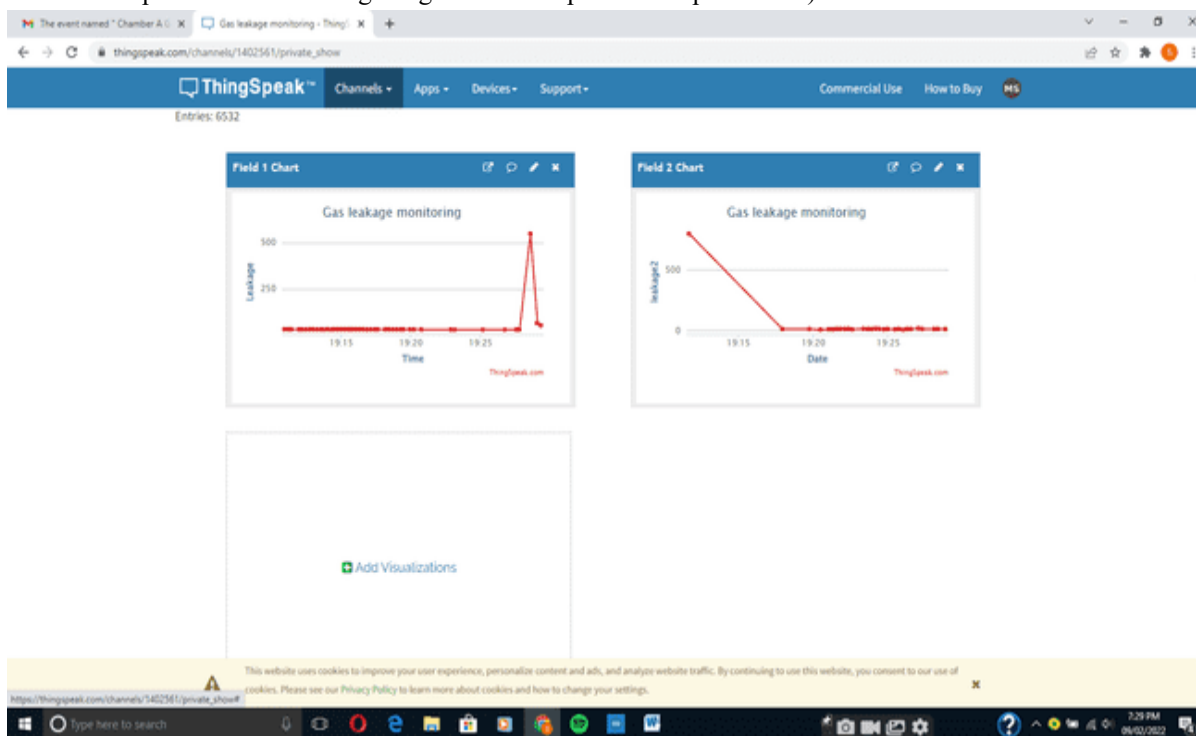 The event named " Chamber A G
Gas leakage monitoring - Thing!
thingspeak.com/channels/1402561/private_show
ThingSpeak™ Channels Apps Devices Support Commercial Use How to Buy MS
Entries: 6532
Field 1 Chart
Gas leakage monitoring
500
250
Leakage
19:15 19:20 19:25
Time
ThingSpeak.com
Field 2 Chart
Gas leakage monitoring
500
0
leakage2
19:15 19:20 19:25
Date
ThingSpeak.com
Add Visualizations
This website uses cookies to improve your user experience, personalize content and ads, and analyze website traffic. By continuing to use this website, you consent to our use of
cookies. Please see our Privacy Policy to learn more about cookies and how to change your settings.
https://thingspeak.com/channels/1402561/private_show#
Type here to search
7:29 PM
06/02/2022